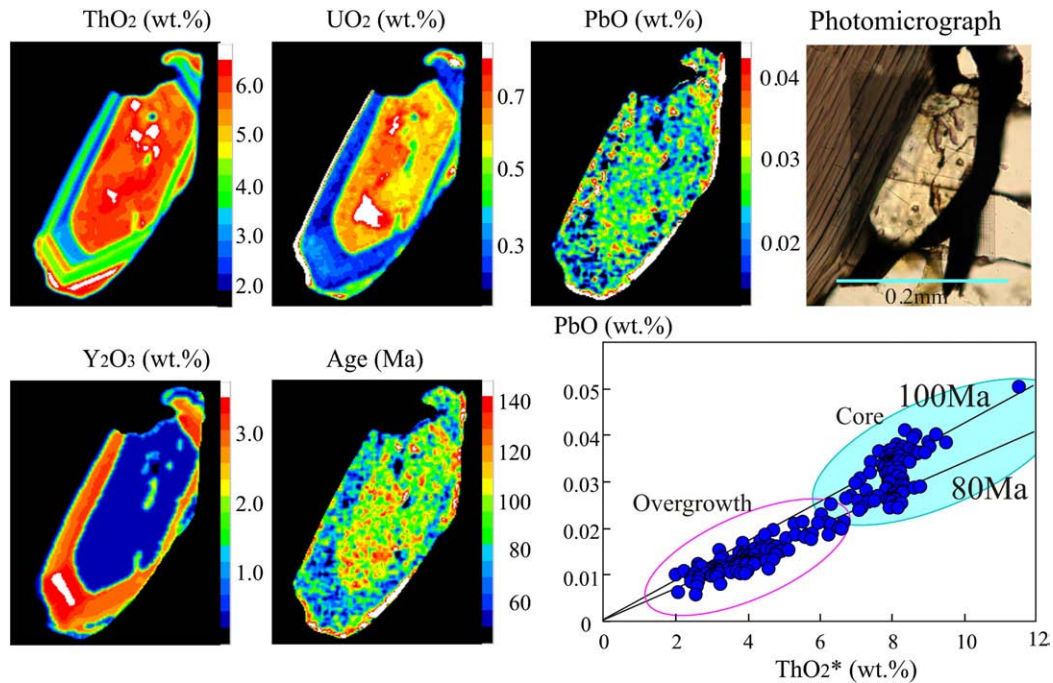 ThO2 (wt.%)
UO2 (wt.%)
PbO (wt.%)
Photomicrograph
6.0
5.0
4.0
3.0
2.0
0.7
0.5
0.3
0.04
0.03
0.02
0.2mm
Y2O3 (wt.%)
Age (Ma)
3.0
2.0
1.0
140
120
100
80
60
PbO (wt.%)
0.05
0.04
0.03
0.02
0.01
0
100Ma
Core
80Ma
Overgrowth
0 2 4 6 8 10 12
ThO2* (wt.%)